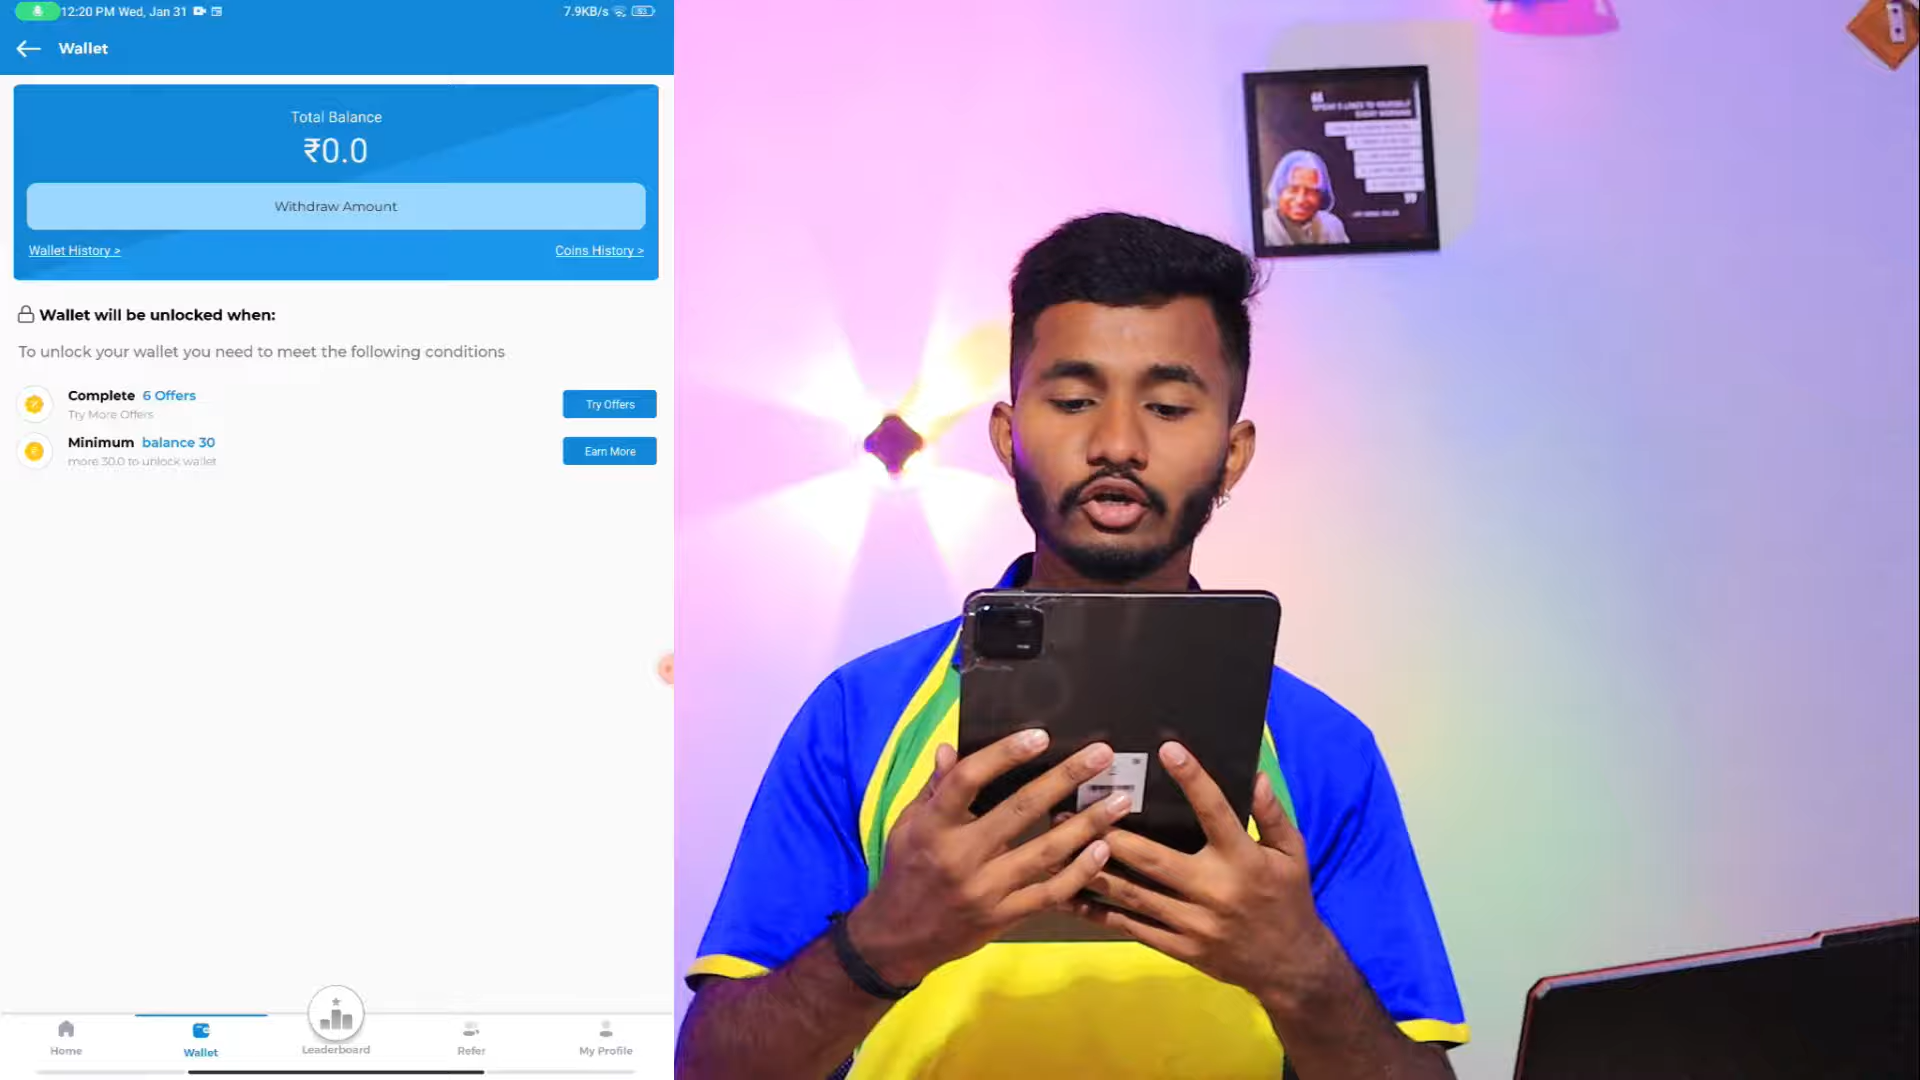 12:20 PM Wed, Jan 31
7.9KB/s
53
Wallet
Total Balance
₹0.0
Withdraw Amount
Wallet History >
Coins History >
Wallet will be unlocked when:
To unlock your wallet you need to meet the following conditions
Complete 6 Offers
Try More Offers
Try Offers
Minimum balance 30
more 30.0 to unlock wallet
Earn More
Home
Wallet
Leaderboard
Refer
My Profile